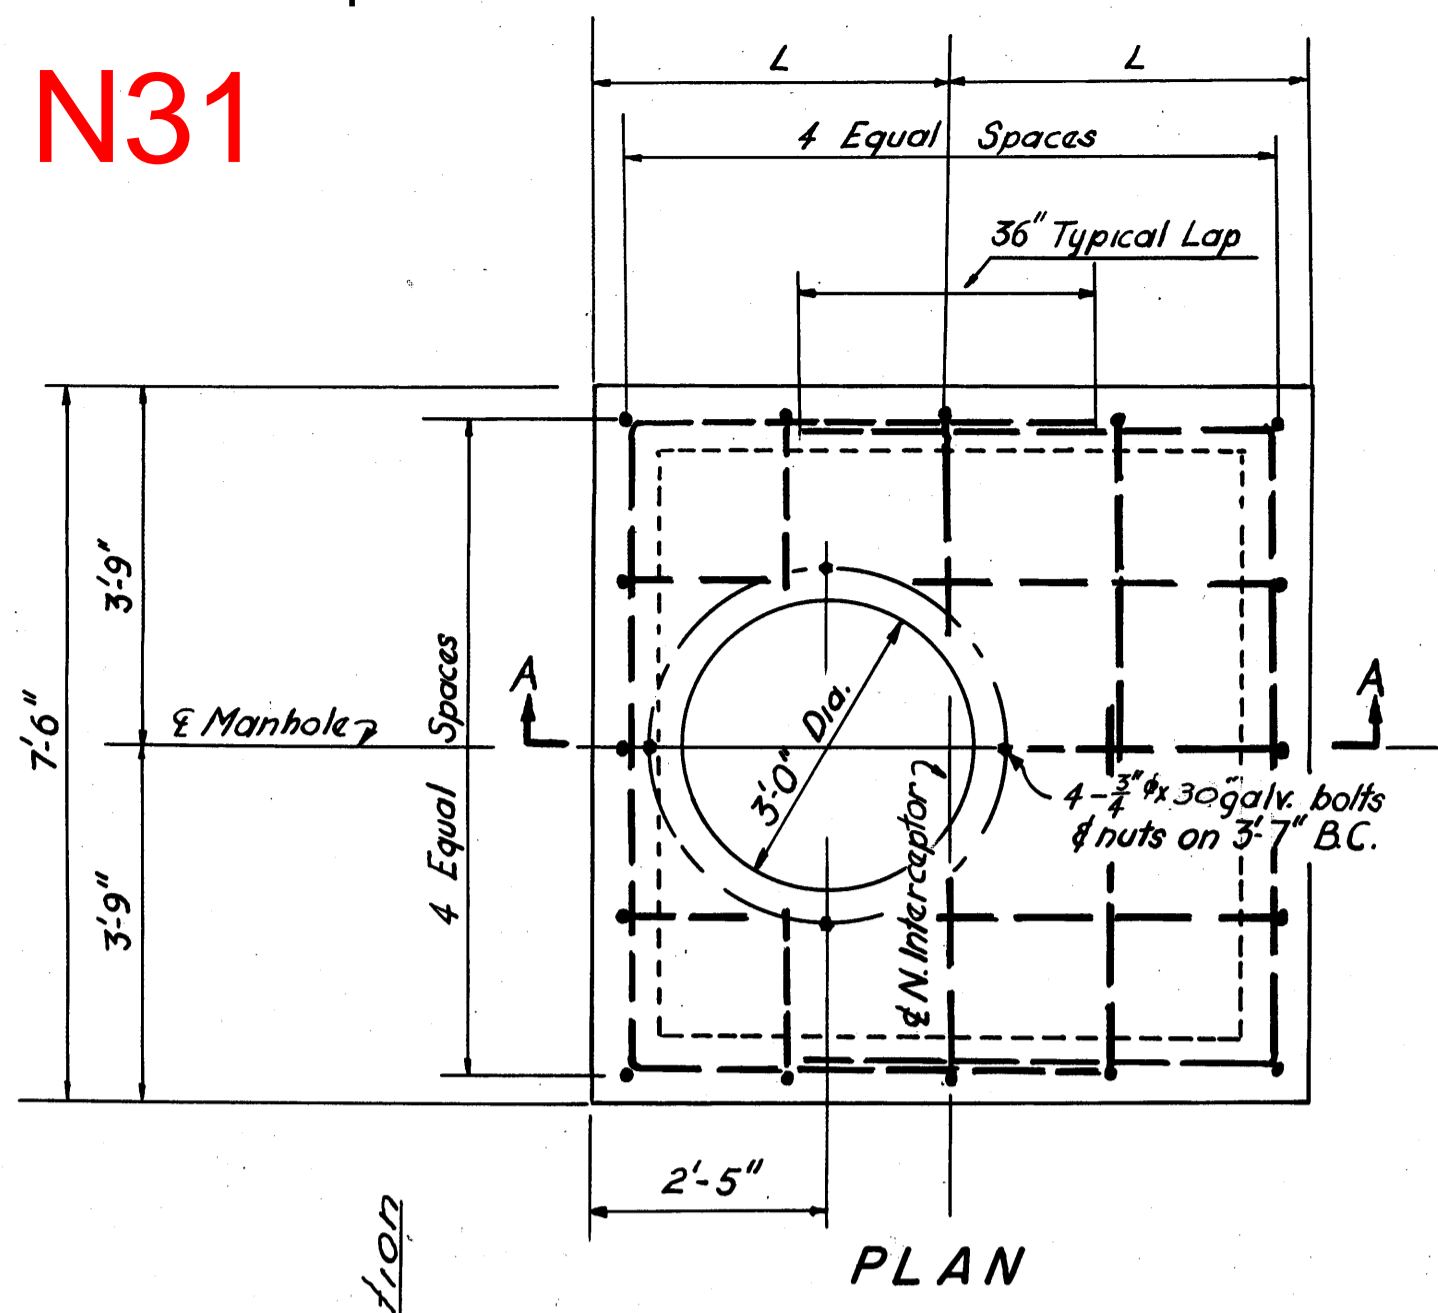 N31
L
L
4 Equal Spaces
36" Typical Lap
3'-9"
7'-6"
3'-9"
℄ Manhole
4 Equal Spaces
A
A
3'-0" Dia.
℄ N. Interceptor
4-3/4"φx30"galv. bolts
& nuts on 3'-7" B.C.
2'-5"
PLAN